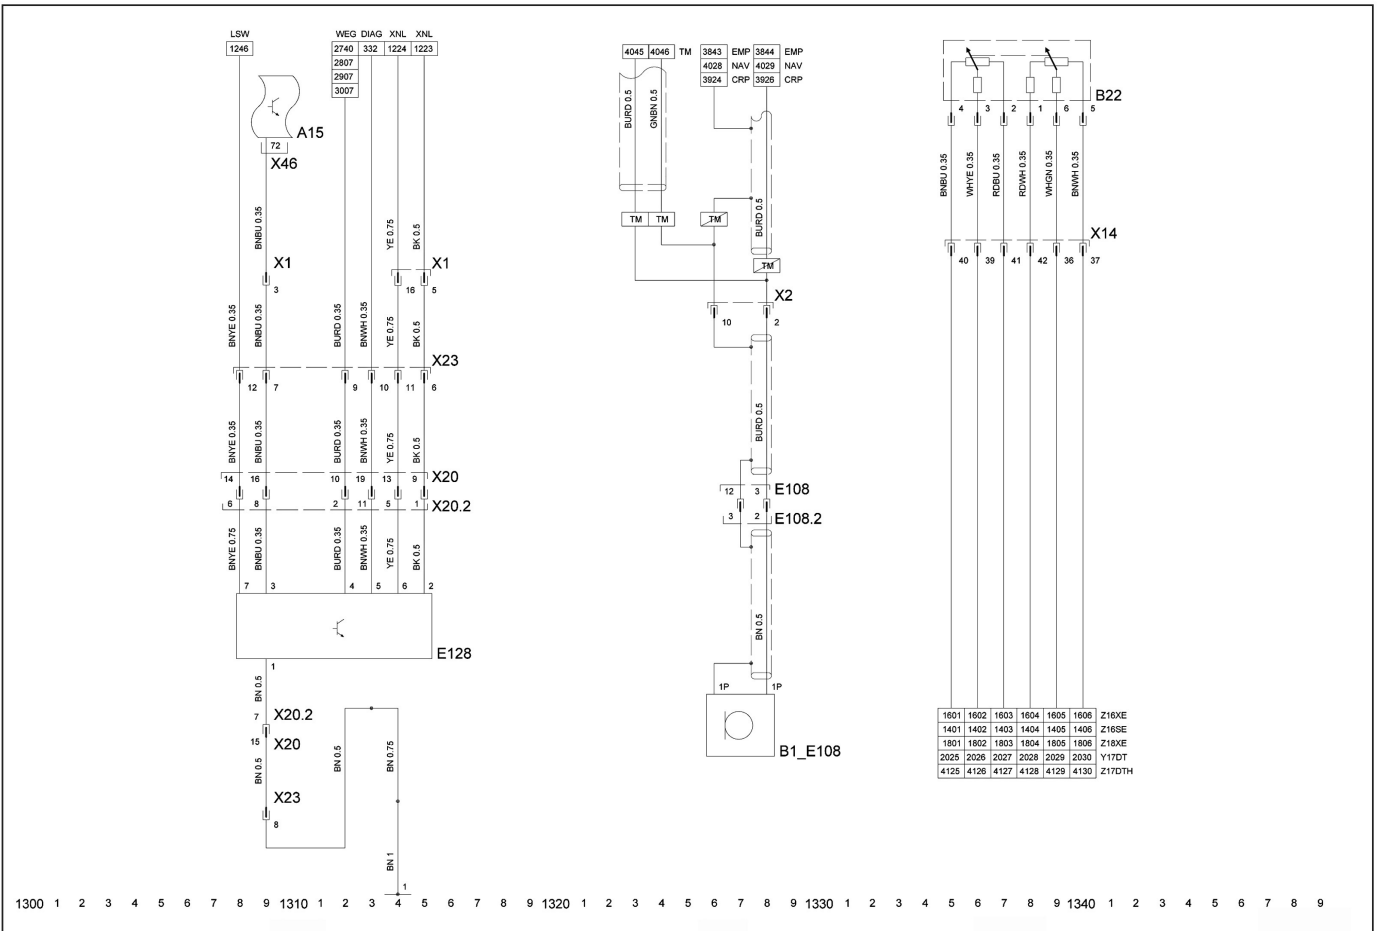 LSW WEG DIAG XNL XNL
1246 2740 332 1224 1223
2807
2907
3007
A15
72
X46
BNBU 0.35 YE 0.75 BK 0.5
X1 X1
3 16 5
BNYE 0.35 BNBU 0.35 BURD 0.35 BNWH 0.35 YE 0.75 BK 0.5
X23
12 7 9 10 11 6
BNYE 0.35 BNBU 0.35 BURD 0.35 BNWH 0.35 YE 0.75 BK 0.5
14 16 10 19 13 9 X20
6 8 2 11 5 1 X20.2
BNYE 0.75 BNBU 0.35 BURD 0.35 BNWH 0.35 YE 0.75 BK 0.5
7 3 4 5 6 2
E128
1
BN 0.5
7 X20.2
15 X20
BN 0.5 BN 0.5 BN 0.75
X23
8
BN 1
1
4045 4046 TM 3843 EMP 3844 EMP
4028 NAV 4029 NAV
3924 CRP 3926 CRP
BURD 0.5 GNBN 0.5
BURD 0.5
TM TM TM
TM
X2
10 2
BURD 0.5
12 3 E108
3 2 E108.2
BN 0.5
1P 1P
B1_E108
B22
4 3 2 1 6 5
BNBU 0.35 WHYE 0.35 RDBU 0.35 RDWH 0.35 WHGN 0.35 BNWH 0.35
X14
40 39 41 42 36 37
1601 1602 1603 1604 1605 1606 Z16XE
1401 1402 1403 1404 1405 1406 Z16SE
1801 1802 1803 1804 1805 1806 Z18XE
2025 2026 2027 2028 2029 2030 Y17DT
4125 4126 4127 4128 4129 4130 Z17DTH
1300 1 2 3 4 5 6 7 8 9 1310 1 2 3 4 5 6 7 8 9 1320 1 2 3 4 5 6 7 8 9 1330 1 2 3 4 5 6 7 8 9 1340 1 2 3 4 5 6 7 8 9